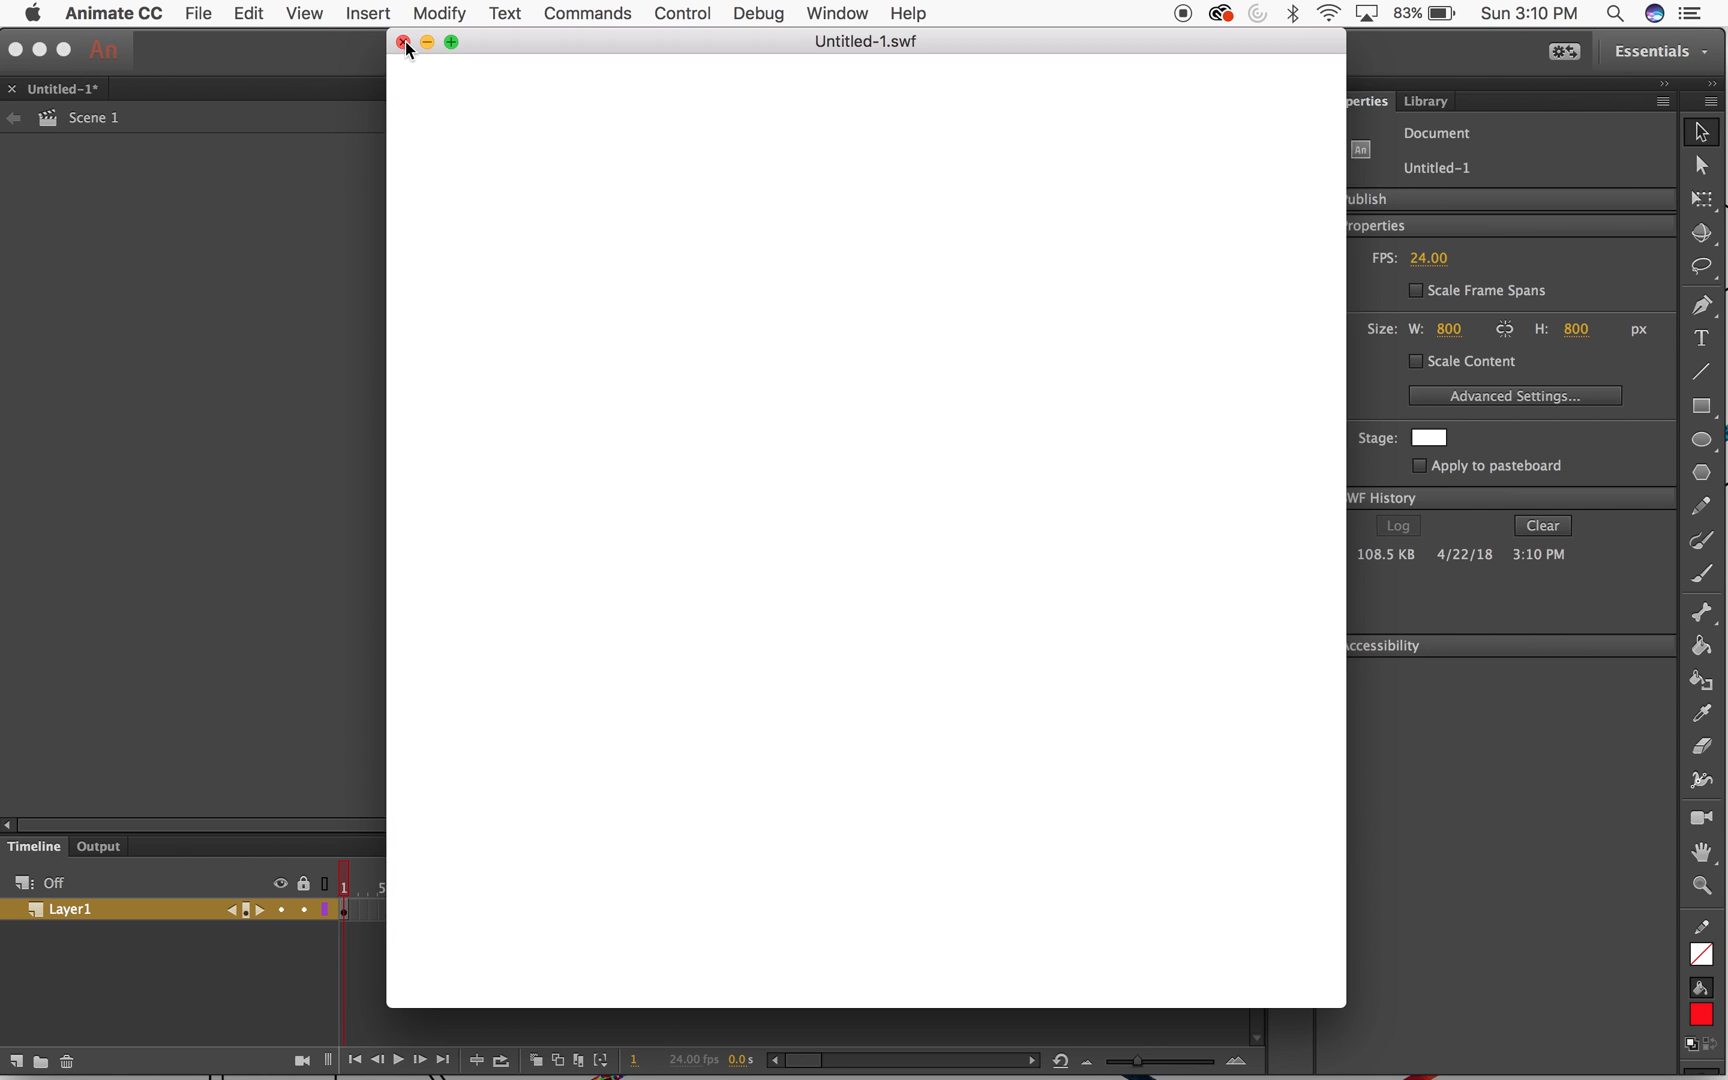 Animate CC File Edit View Insert Modify Text Commands Control Debug Window Help 83% Sun 3:10 PM
An Untitled-1.swf Essentials
× Untitled-1*
Scene 1
perties Library
An Document
Untitled-1
ublish
roperties
FPS: 24.00
Scale Frame Spans
Size: W: 800 H: 800 px
Scale Content
Advanced Settings...
Stage:
Apply to pasteboard
WF History
Log Clear
108.5 KB 4/22/18 3:10 PM
ccessibility
T
Timeline Output
Off 1 5
Layer1
1 24.00 fps 0.0 s